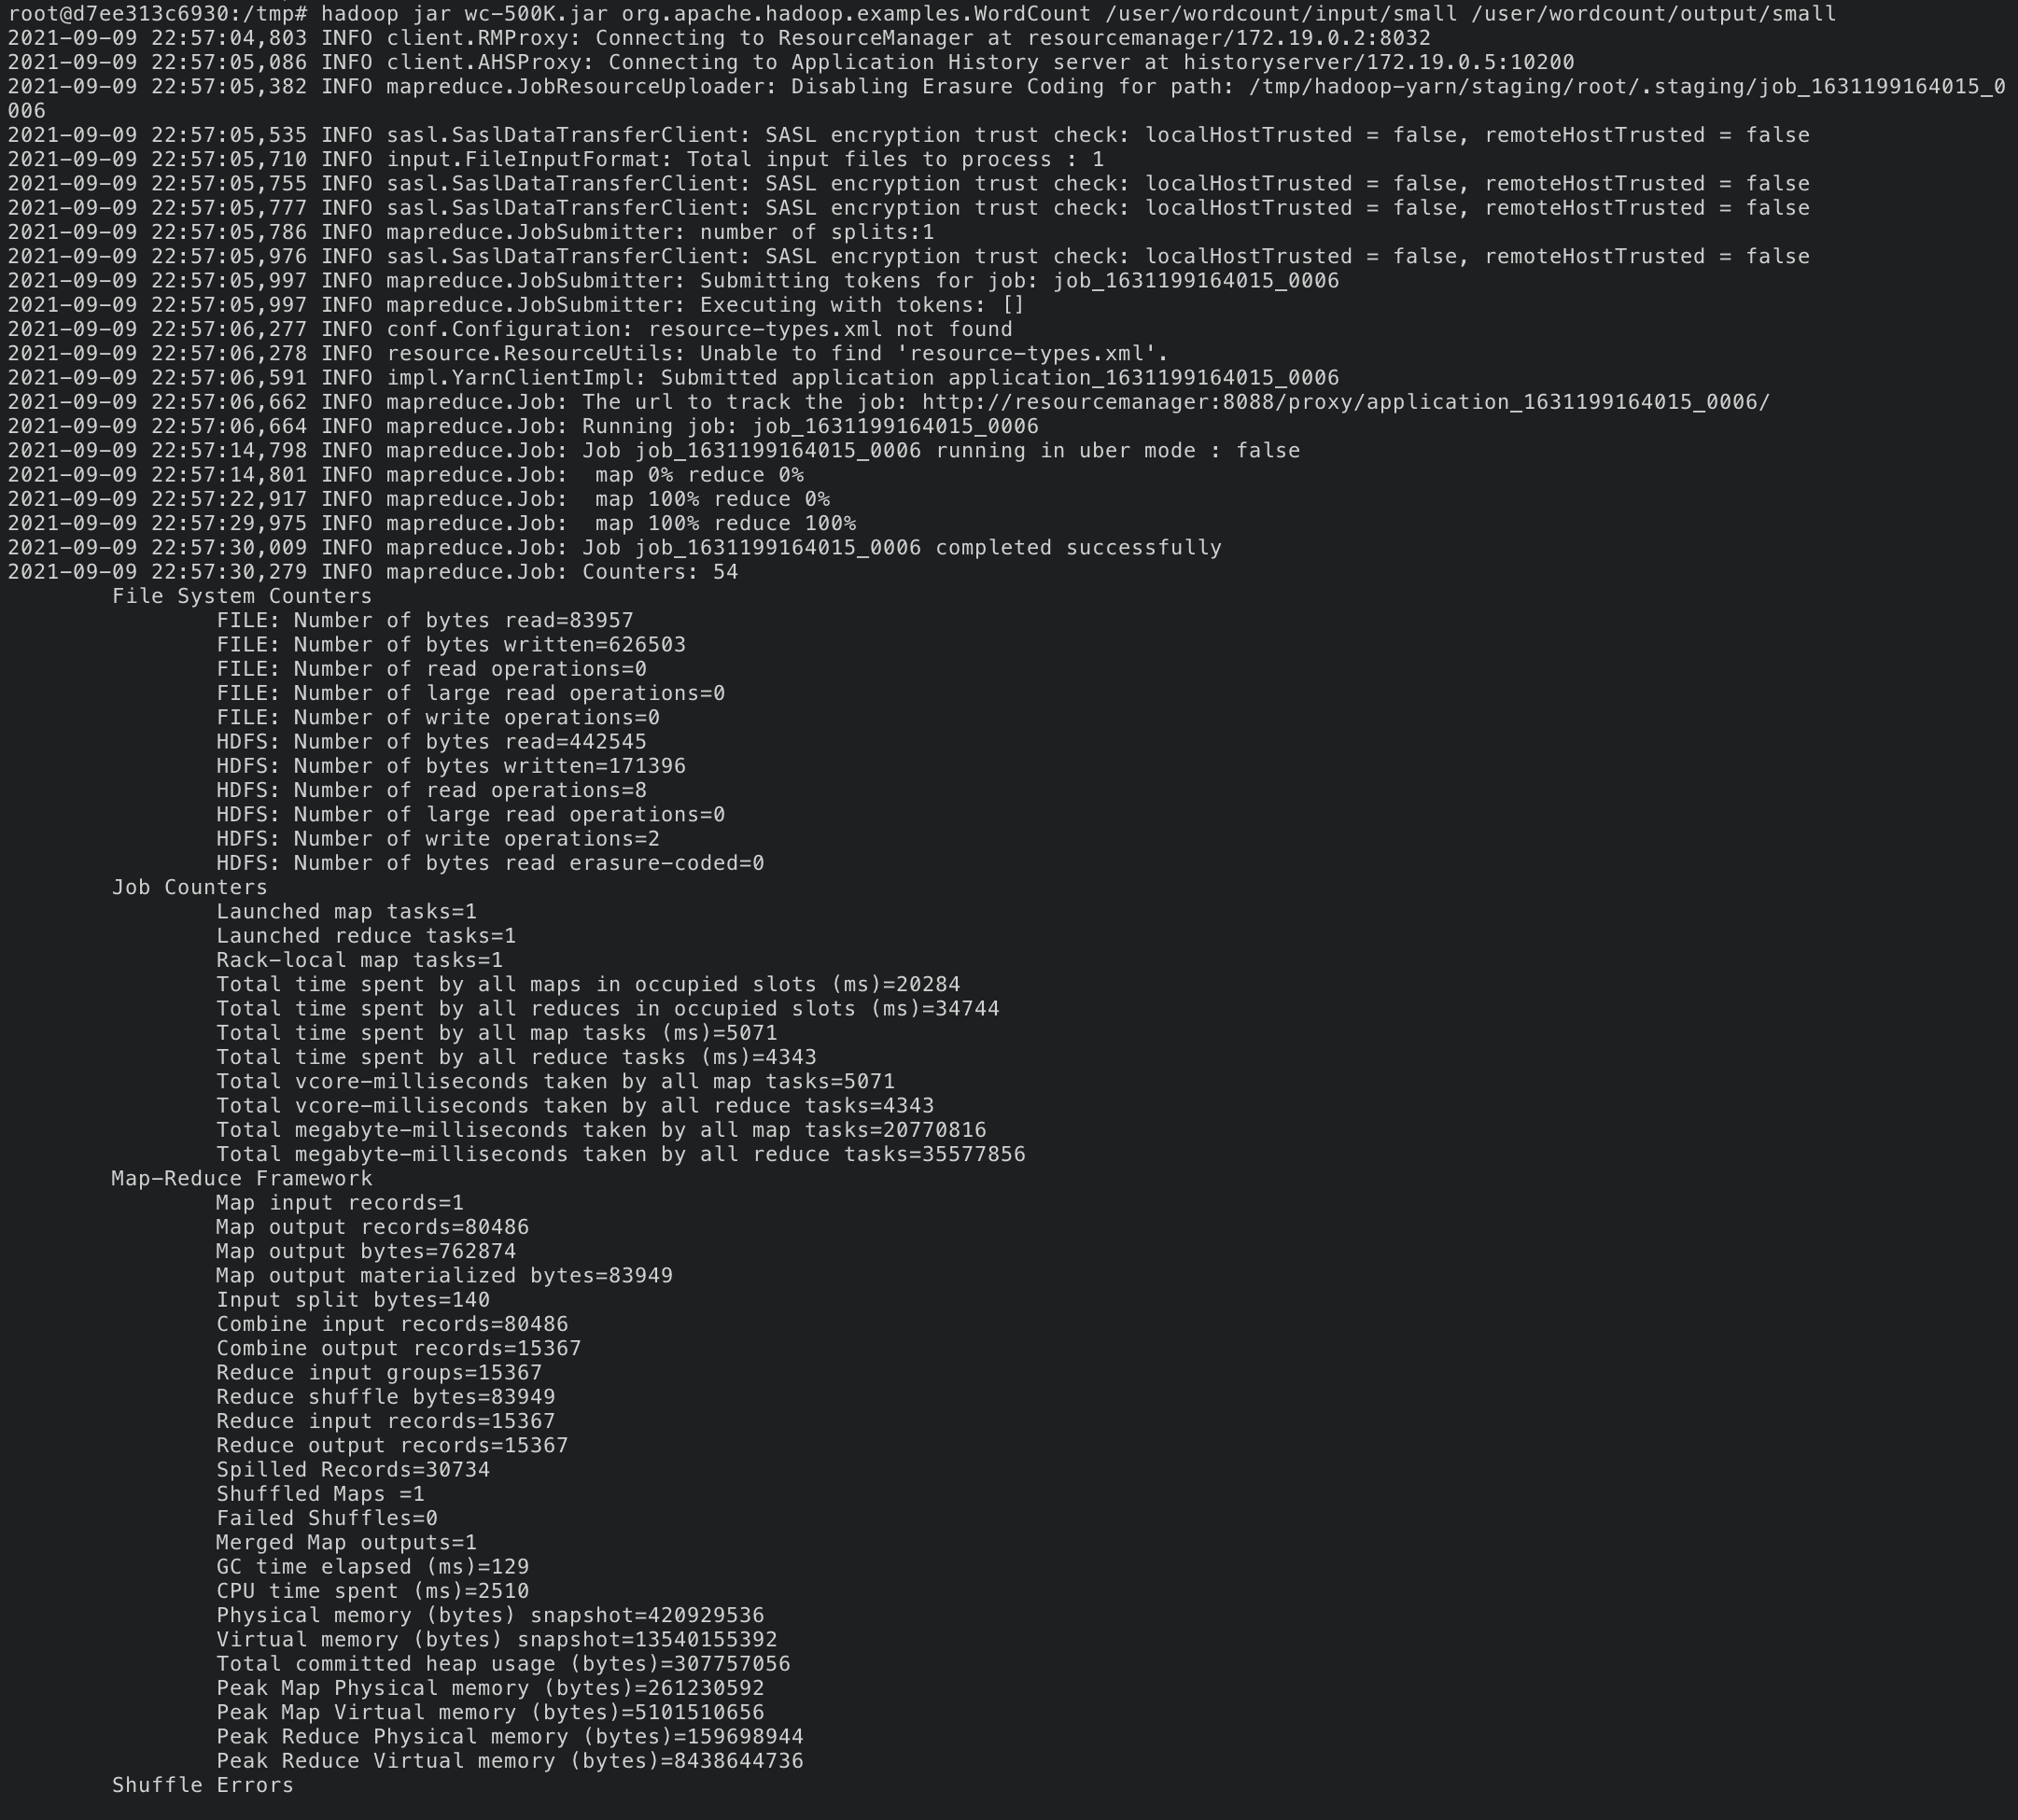 root@d7ee313c6930:/tmp# hadoop jar wc-500K.jar org.apache.hadoop.examples.WordCount /user/wordcount/input/small /user/wordcount/output/small
2021-09-09 22:57:04,803 INFO client.RMProxy: Connecting to ResourceManager at resourcemanager/172.19.0.2:8032
2021-09-09 22:57:05,086 INFO client.AHSProxy: Connecting to Application History server at historyserver/172.19.0.5:10200
2021-09-09 22:57:05,382 INFO mapreduce.JobResourceUploader: Disabling Erasure Coding for path: /tmp/hadoop-yarn/staging/root/.staging/job_1631199164015_0
006
2021-09-09 22:57:05,535 INFO sasl.SaslDataTransferClient: SASL encryption trust check: localHostTrusted = false, remoteHostTrusted = false
2021-09-09 22:57:05,710 INFO input.FileInputFormat: Total input files to process : 1
2021-09-09 22:57:05,755 INFO sasl.SaslDataTransferClient: SASL encryption trust check: localHostTrusted = false, remoteHostTrusted = false
2021-09-09 22:57:05,777 INFO sasl.SaslDataTransferClient: SASL encryption trust check: localHostTrusted = false, remoteHostTrusted = false
2021-09-09 22:57:05,786 INFO mapreduce.JobSubmitter: number of splits:1
2021-09-09 22:57:05,976 INFO sasl.SaslDataTransferClient: SASL encryption trust check: localHostTrusted = false, remoteHostTrusted = false
2021-09-09 22:57:05,997 INFO mapreduce.JobSubmitter: Submitting tokens for job: job_1631199164015_0006
2021-09-09 22:57:05,997 INFO mapreduce.JobSubmitter: Executing with tokens: []
2021-09-09 22:57:06,277 INFO conf.Configuration: resource-types.xml not found
2021-09-09 22:57:06,278 INFO resource.ResourceUtils: Unable to find 'resource-types.xml'.
2021-09-09 22:57:06,591 INFO impl.YarnClientImpl: Submitted application application_1631199164015_0006
2021-09-09 22:57:06,662 INFO mapreduce.Job: The url to track the job: http://resourcemanager:8088/proxy/application_1631199164015_0006/
2021-09-09 22:57:06,664 INFO mapreduce.Job: Running job: job_1631199164015_0006
2021-09-09 22:57:14,798 INFO mapreduce.Job: Job job_1631199164015_0006 running in uber mode : false
2021-09-09 22:57:14,801 INFO mapreduce.Job:  map 0% reduce 0%
2021-09-09 22:57:22,917 INFO mapreduce.Job:  map 100% reduce 0%
2021-09-09 22:57:29,975 INFO mapreduce.Job:  map 100% reduce 100%
2021-09-09 22:57:30,009 INFO mapreduce.Job: Job job_1631199164015_0006 completed successfully
2021-09-09 22:57:30,279 INFO mapreduce.Job: Counters: 54
File System Counters
FILE: Number of bytes read=83957
FILE: Number of bytes written=626503
FILE: Number of read operations=0
FILE: Number of large read operations=0
FILE: Number of write operations=0
HDFS: Number of bytes read=442545
HDFS: Number of bytes written=171396
HDFS: Number of read operations=8
HDFS: Number of large read operations=0
HDFS: Number of write operations=2
HDFS: Number of bytes read erasure-coded=0
Job Counters
Launched map tasks=1
Launched reduce tasks=1
Rack-local map tasks=1
Total time spent by all maps in occupied slots (ms)=20284
Total time spent by all reduces in occupied slots (ms)=34744
Total time spent by all map tasks (ms)=5071
Total time spent by all reduce tasks (ms)=4343
Total vcore-milliseconds taken by all map tasks=5071
Total vcore-milliseconds taken by all reduce tasks=4343
Total megabyte-milliseconds taken by all map tasks=20770816
Total megabyte-milliseconds taken by all reduce tasks=35577856
Map-Reduce Framework
Map input records=1
Map output records=80486
Map output bytes=762874
Map output materialized bytes=83949
Input split bytes=140
Combine input records=80486
Combine output records=15367
Reduce input groups=15367
Reduce shuffle bytes=83949
Reduce input records=15367
Reduce output records=15367
Spilled Records=30734
Shuffled Maps =1
Failed Shuffles=0
Merged Map outputs=1
GC time elapsed (ms)=129
CPU time spent (ms)=2510
Physical memory (bytes) snapshot=420929536
Virtual memory (bytes) snapshot=13540155392
Total committed heap usage (bytes)=307757056
Peak Map Physical memory (bytes)=261230592
Peak Map Virtual memory (bytes)=5101510656
Peak Reduce Physical memory (bytes)=159698944
Peak Reduce Virtual memory (bytes)=8438644736
Shuffle Errors